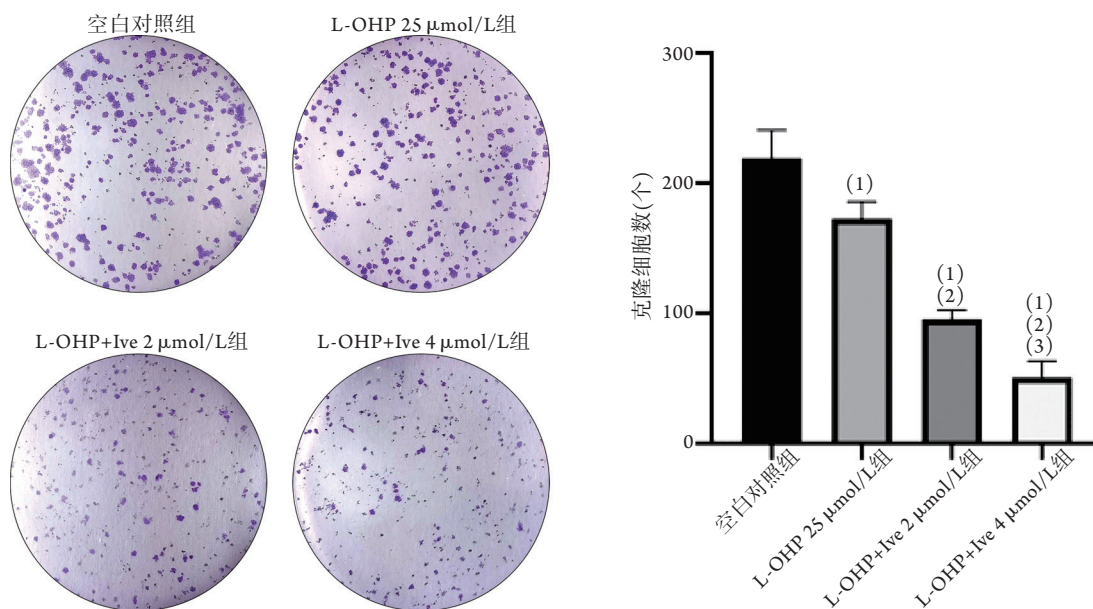 空白对照组
L-OHP 25 μmol/L组
L-OHP+Ive 2 μmol/L组
L-OHP+Ive 4 μmol/L组
300
200
100
0
克隆细胞数(个)
(1)
(1)
(2)
(1)
(2)
(3)
空白对照组
L-OHP 25 μmol/L组
L-OHP+Ive 2 μmol/L组
L-OHP+Ive 4 μmol/L组